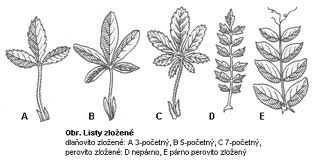 A B C D E
Obr. Listy zložené
dlaňovito zložené: A 3-početný, B 5-početný, C 7-početný,
perovito zložené: D nepárno, E párno perovito zložený